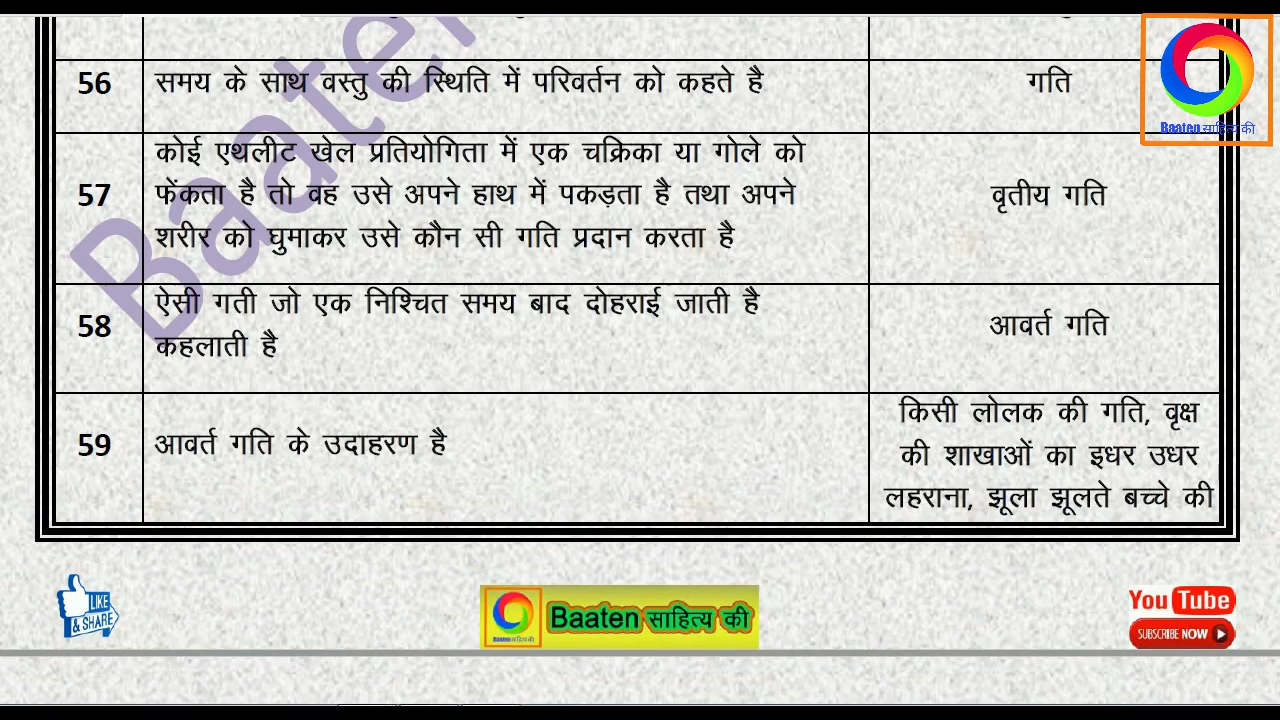 56 समय के साथ वस्तु की स्थिति में परिवर्तन को कहते है गति
57 कोई एथलीट खेल प्रतियोगिता में एक चक्रिका या गोले को
फेंकता है तो वह उसे अपने हाथ में पकड़ता है तथा अपने
शरीर को घुमाकर उसे कौन सी गति प्रदान करता है
वृतीय गति
58 ऐसी गती जो एक निश्चित समय बाद दोहराई जाती है
कहलाती है
आवर्त गति
59 आवर्त गति के उदाहरण है
किसी लोलक की गति, वृक्ष
की शाखाओं का इधर उधर
लहराना, झूला झूलते बच्चे की
Baaten साहित्य की
LIKE
& SHARE
Baaten साहित्य की
You Tube
SUBSCRIBE NOW